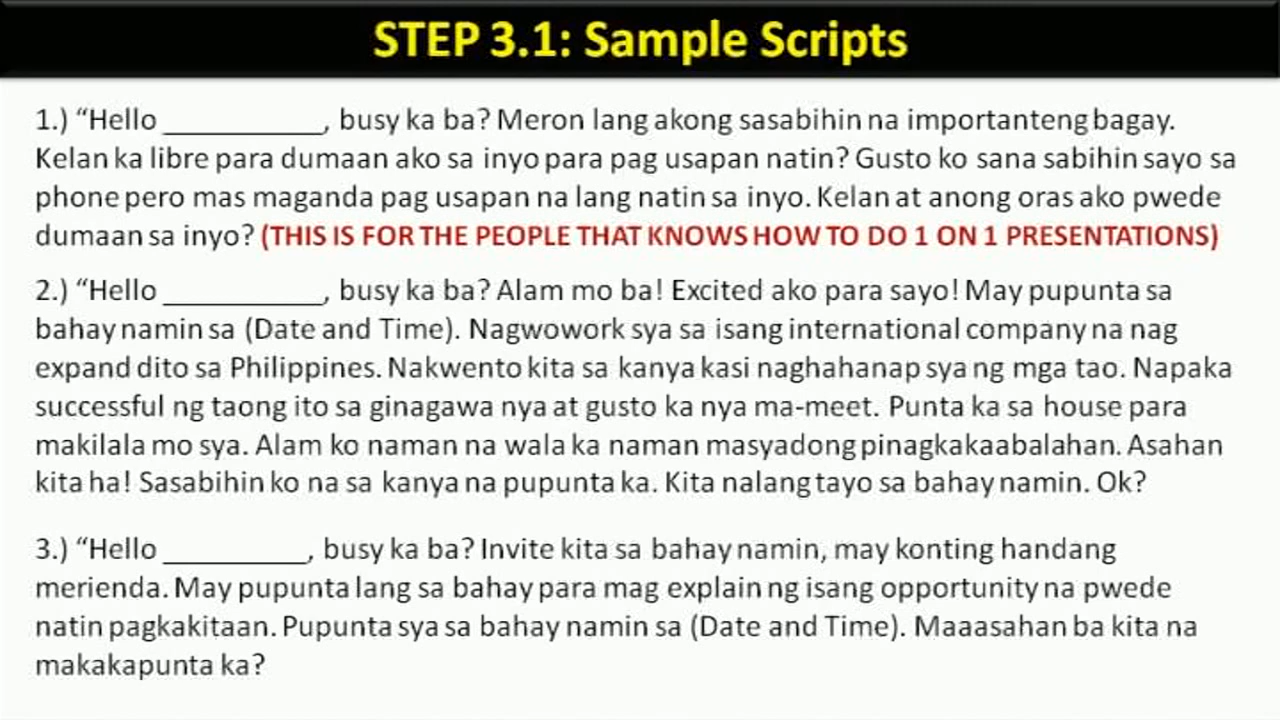 STEP 3.1: Sample Scripts
1.) “Hello __________, busy ka ba? Meron lang akong sasabihin na importanteng bagay.
Kelan ka libre para dumaan ako sa inyo para pag usapan natin? Gusto ko sana sabihin sayo sa
phone pero mas maganda pag usapan na lang natin sa inyo. Kelan at anong oras ako pwede
dumaan sa inyo? (THIS IS FOR THE PEOPLE THAT KNOWS HOW TO DO 1 ON 1 PRESENTATIONS)
2.) “Hello __________, busy ka ba? Alam mo ba! Excited ako para sayo! May pupunta sa
bahay namin sa (Date and Time). Nagwowork sya sa isang international company na nag
expand dito sa Philippines. Nakwento kita sa kanya kasi naghahanap sya ng mga tao. Napaka
successful ng taong ito sa ginagawa nya at gusto ka nya ma-meet. Punta ka sa house para
makilala mo sya. Alam ko naman na wala ka naman masyadong pinagkakaabalahan. Asahan
kita ha! Sasabihin ko na sa kanya na pupunta ka. Kita nalang tayo sa bahay namin. Ok?
3.) “Hello _________, busy ka ba? Invite kita sa bahay namin, may konting handang
merienda. May pupunta lang sa bahay para mag explain ng isang opportunity na pwede
natin pagkakitaan. Pupunta sya sa bahay namin sa (Date and Time). Maaasahan ba kita na
makakapunta ka?